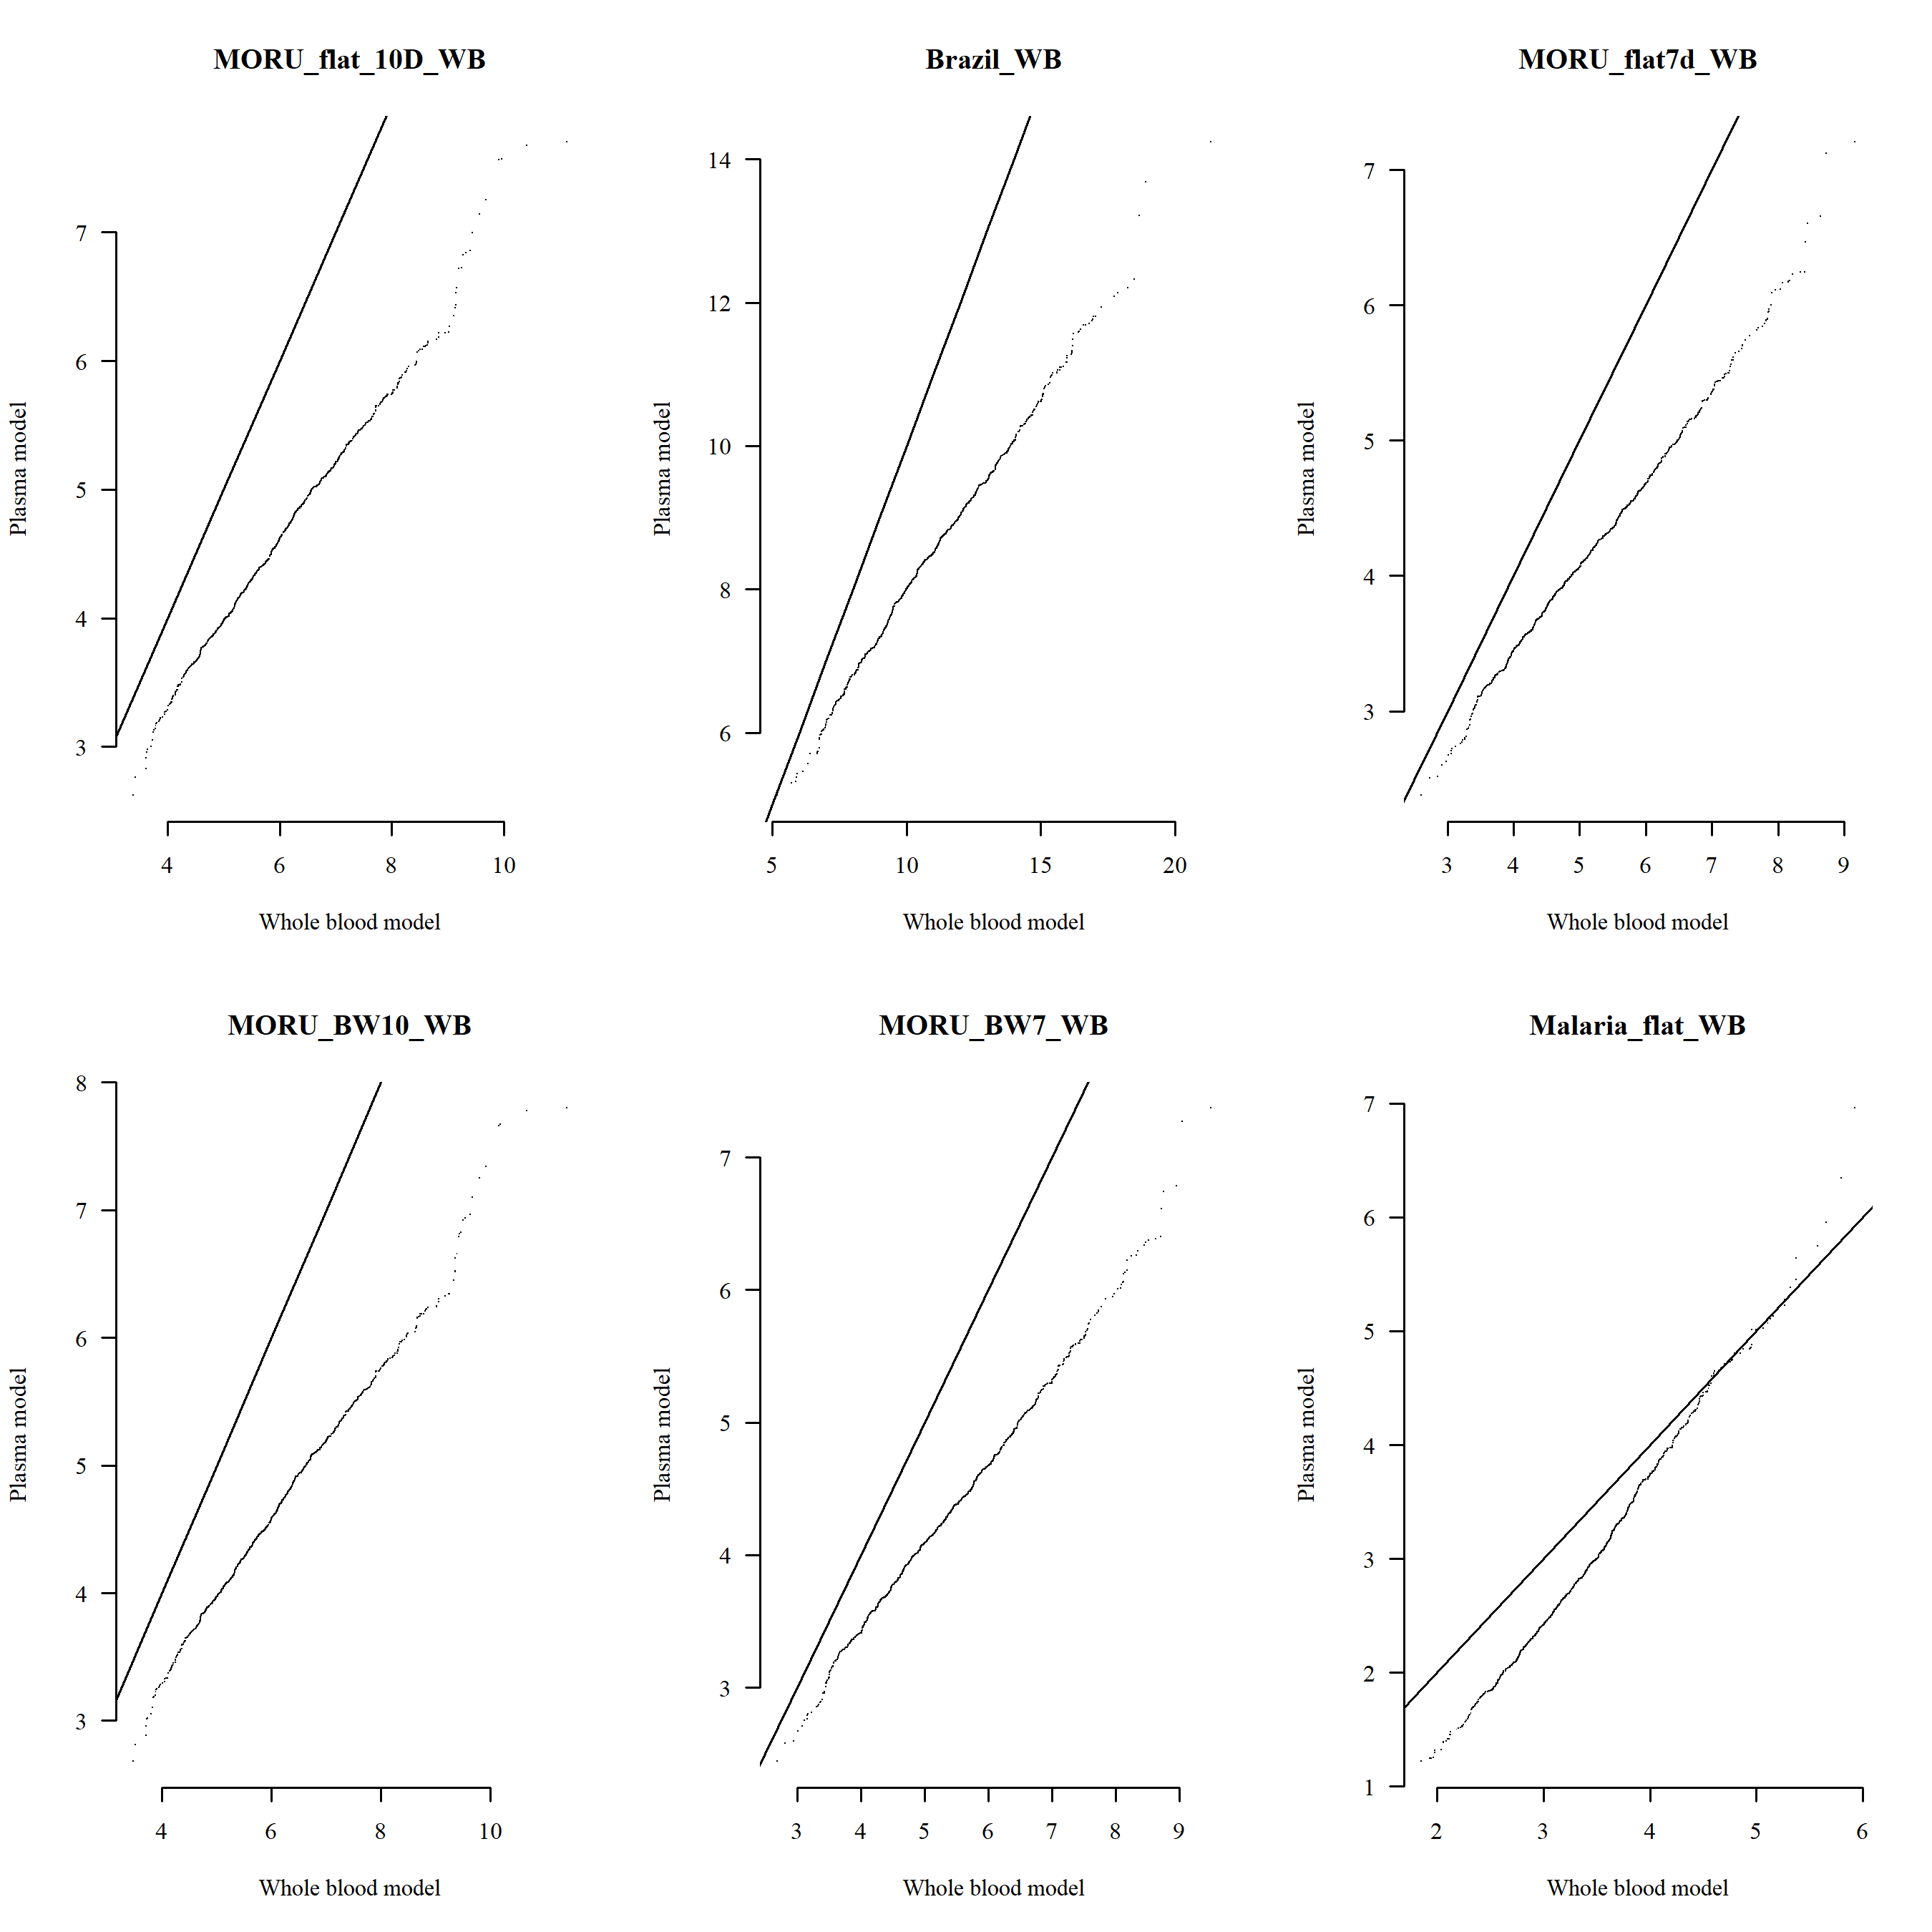 MORU_flat_10D_WB
Plasma model
7
6
5
4
3
4 6 8 10
Whole blood model
Brazil_WB
Plasma model
14
12
10
8
6
5 10 15 20
Whole blood model
MORU_flat7d_WB
Plasma model
7
6
5
4
3
3 4 5 6 7 8 9
Whole blood model
MORU_BW10_WB
Plasma model
8
7
6
5
4
3
4 6 8 10
Whole blood model
MORU_BW7_WB
Plasma model
7
6
5
4
3
3 4 5 6 7 8 9
Whole blood model
Malaria_flat_WB
Plasma model
7
6
5
4
3
2
1
2 3 4 5 6
Whole blood model